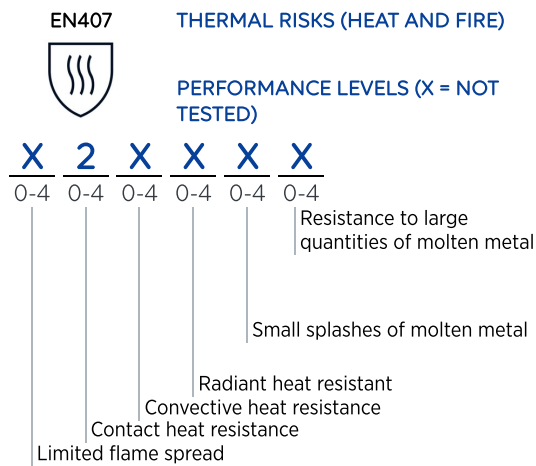 EN407
THERMAL RISKS (HEAT AND FIRE)
PERFORMANCE LEVELS (X = NOT
TESTED)
X 2 X X X X
0-4 0-4 0-4 0-4 0-4 0-4
Resistance to large
quantities of molten metal
Small splashes of molten metal
Radiant heat resistant
Convective heat resistance
Contact heat resistance
Limited flame spread